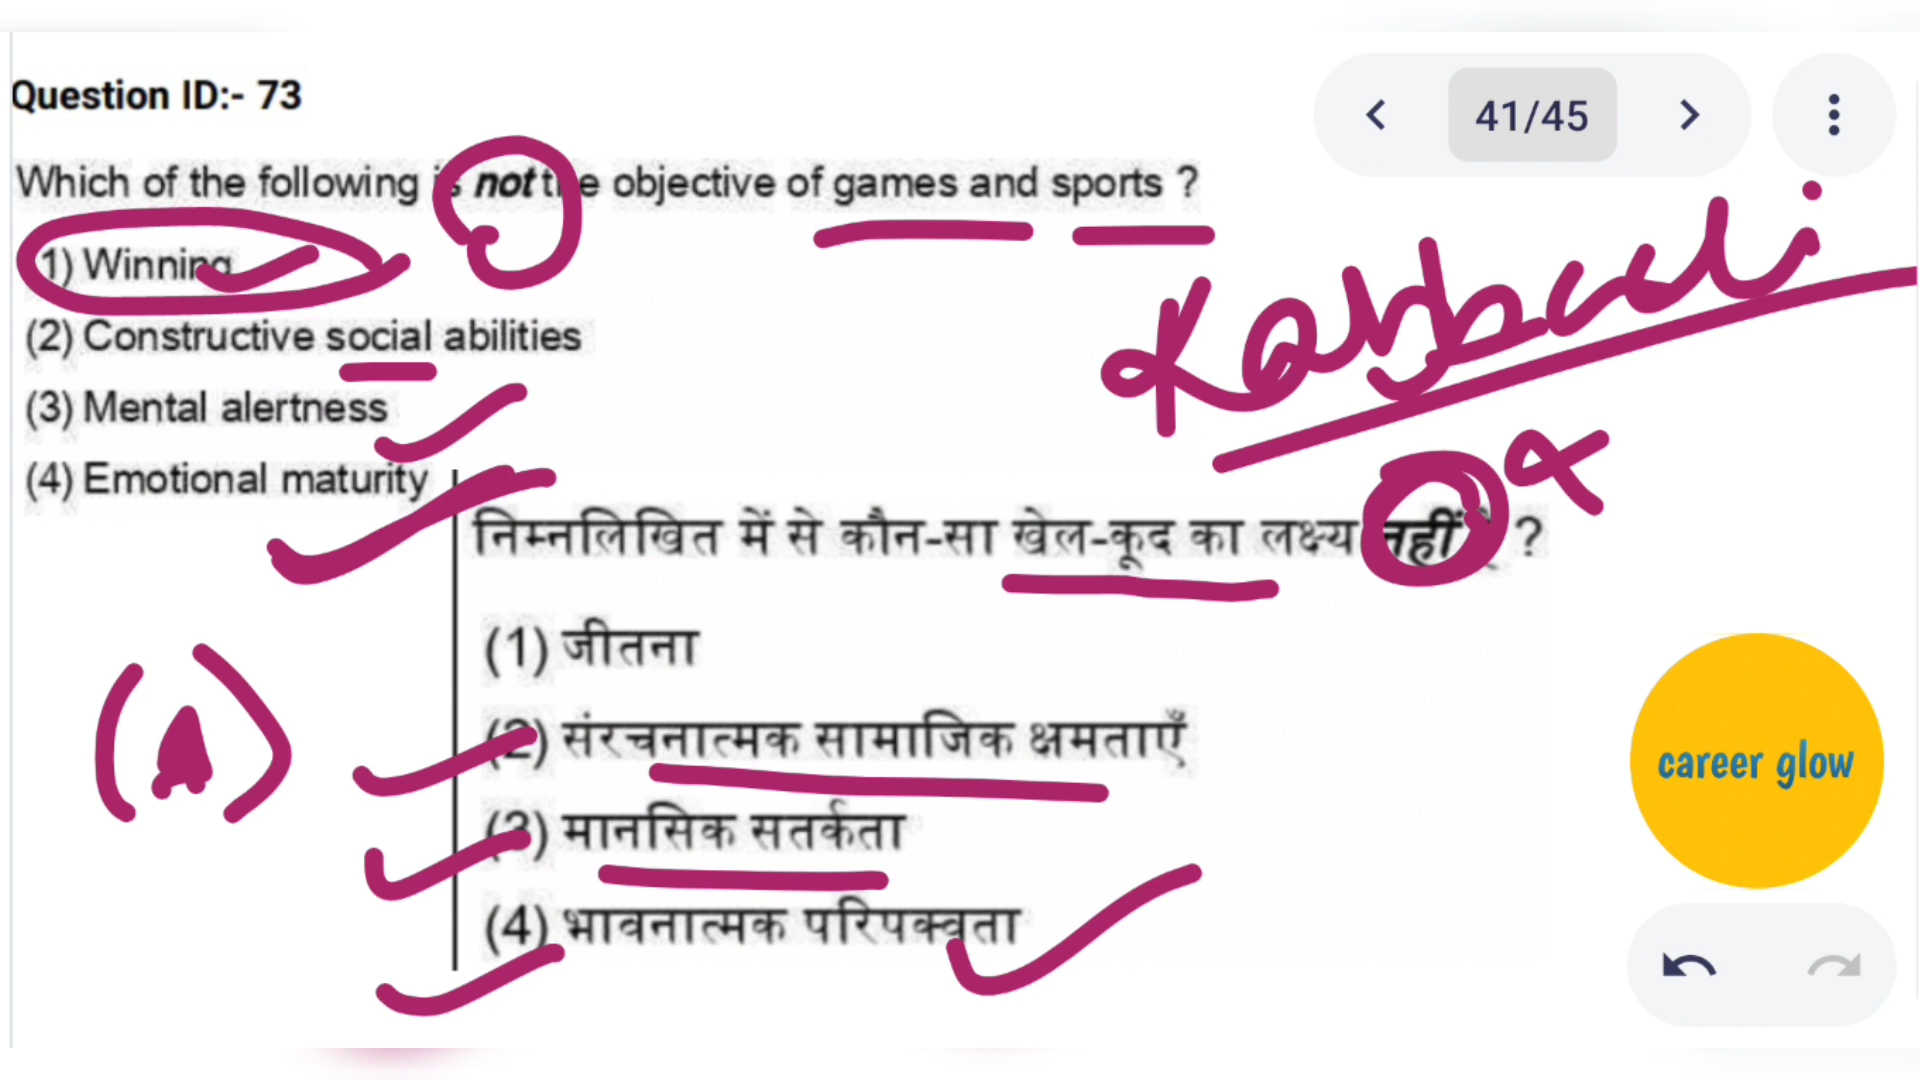 Question ID:- 73
41/45
Which of the following is not the objective of games and sports ?
1) Winning
(2) Constructive social abilities
(3) Mental alertness
(4) Emotional maturity
निम्नलिखित में से कौन-सा खेल-कूद का लक्ष्य नहीं है ?
(1) जीतना
(2) संरचनात्मक सामाजिक क्षमताएँ
(3) मानसिक सतर्कता
(4) भावनात्मक परिपक्वता
(A)
career glow